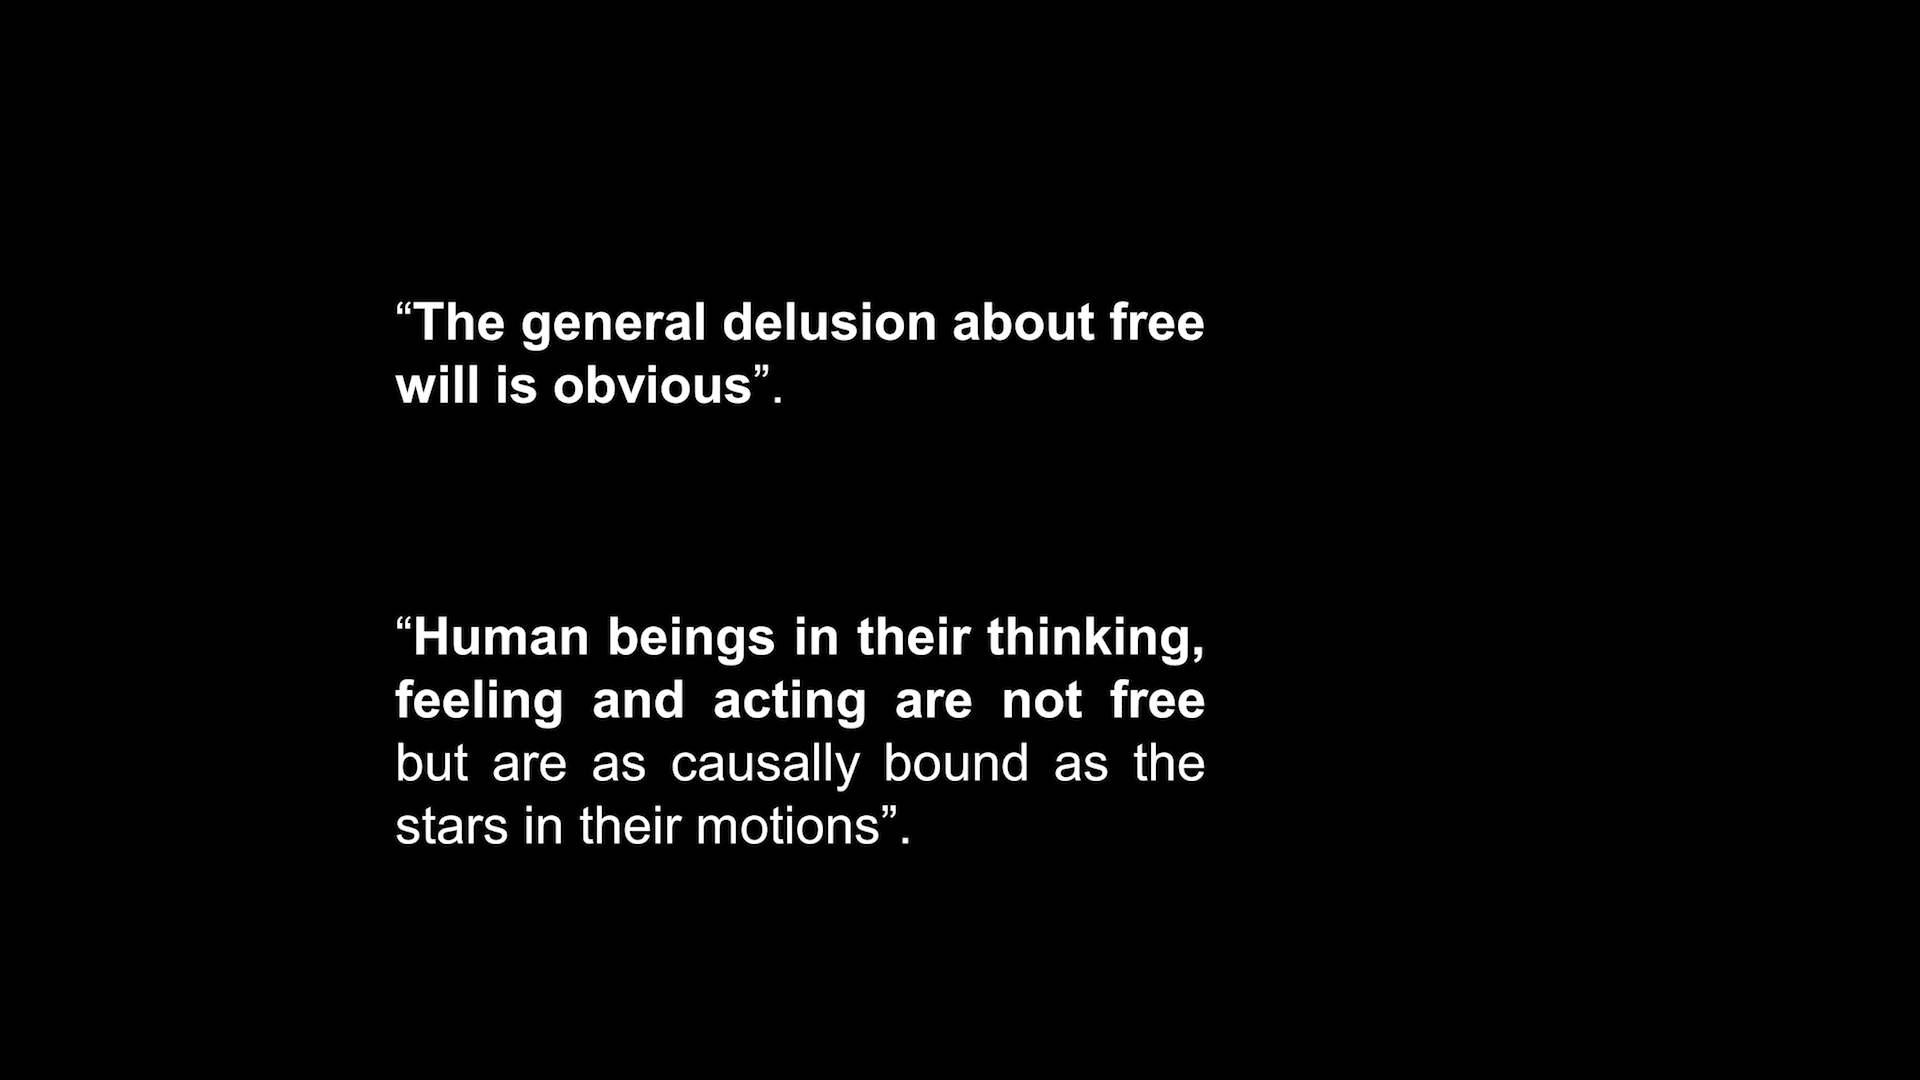 “The general delusion about free
will is obvious”.
“Human beings in their thinking,
feeling and acting are not free
but are as causally bound as the
stars in their motions”.